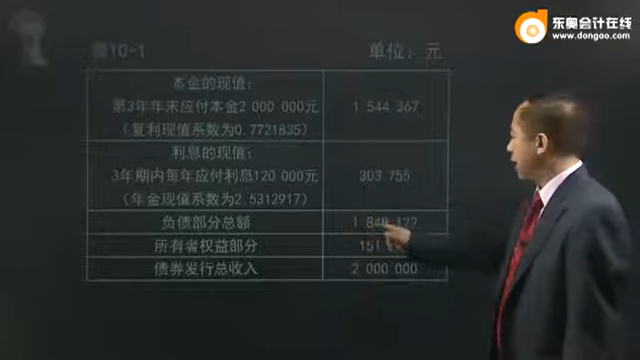 东奥会计在线
www.dongao.com
表10-1
单位：元
本金的现值：
第3年年末应付本金2 000 000元
（复利现值系数为0.7721835）
1 544 367
利息的现值：
3年期内每年应付利息120 000元
（年金现值系数为2.5312917）
303 755
负债部分总额
所有者权益部分
债券发行总收入
2 000 000